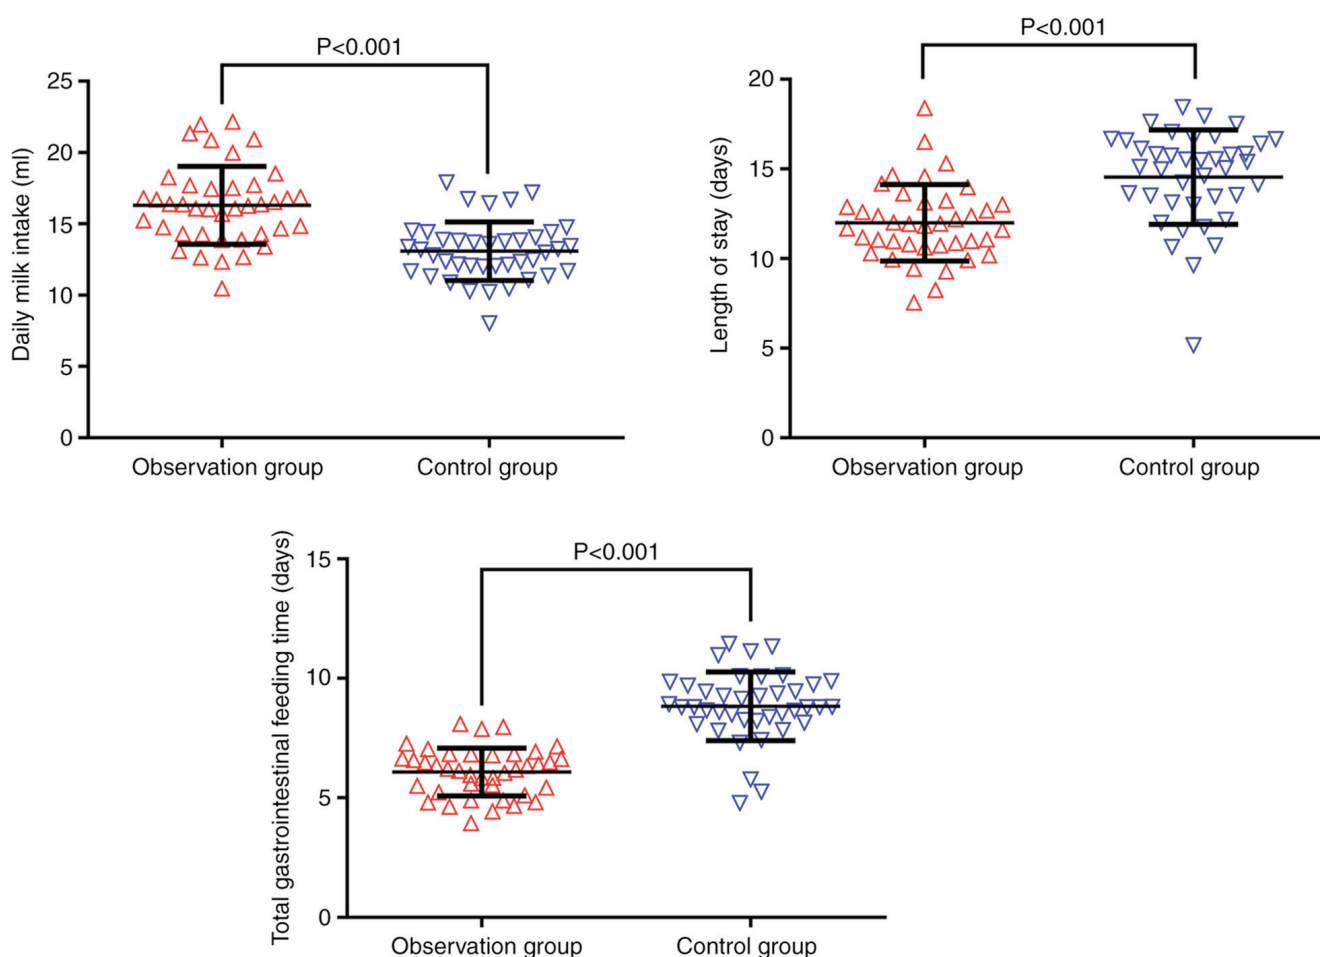 P<0.001
Daily milk intake (ml)
25
20
15
10
5
0
Observation group
Control group
P<0.001
Length of stay (days)
20
15
10
5
0
Observation group
Control group
P<0.001
Total gastrointestinal feeding time (days)
15
10
5
0
Observation group
Control group